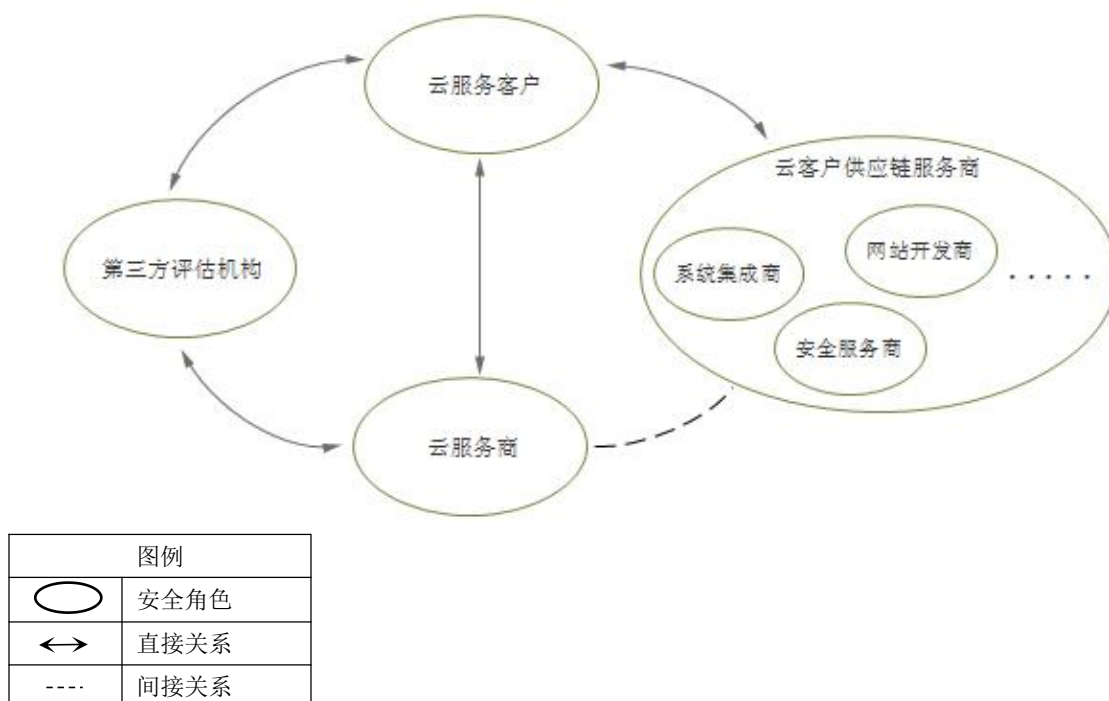 云服务客户
云客户供应链服务商
网站开发商
第三方评估机构
系统集成商
.....
安全服务商
云服务商
图例
安全角色
直接关系
间接关系